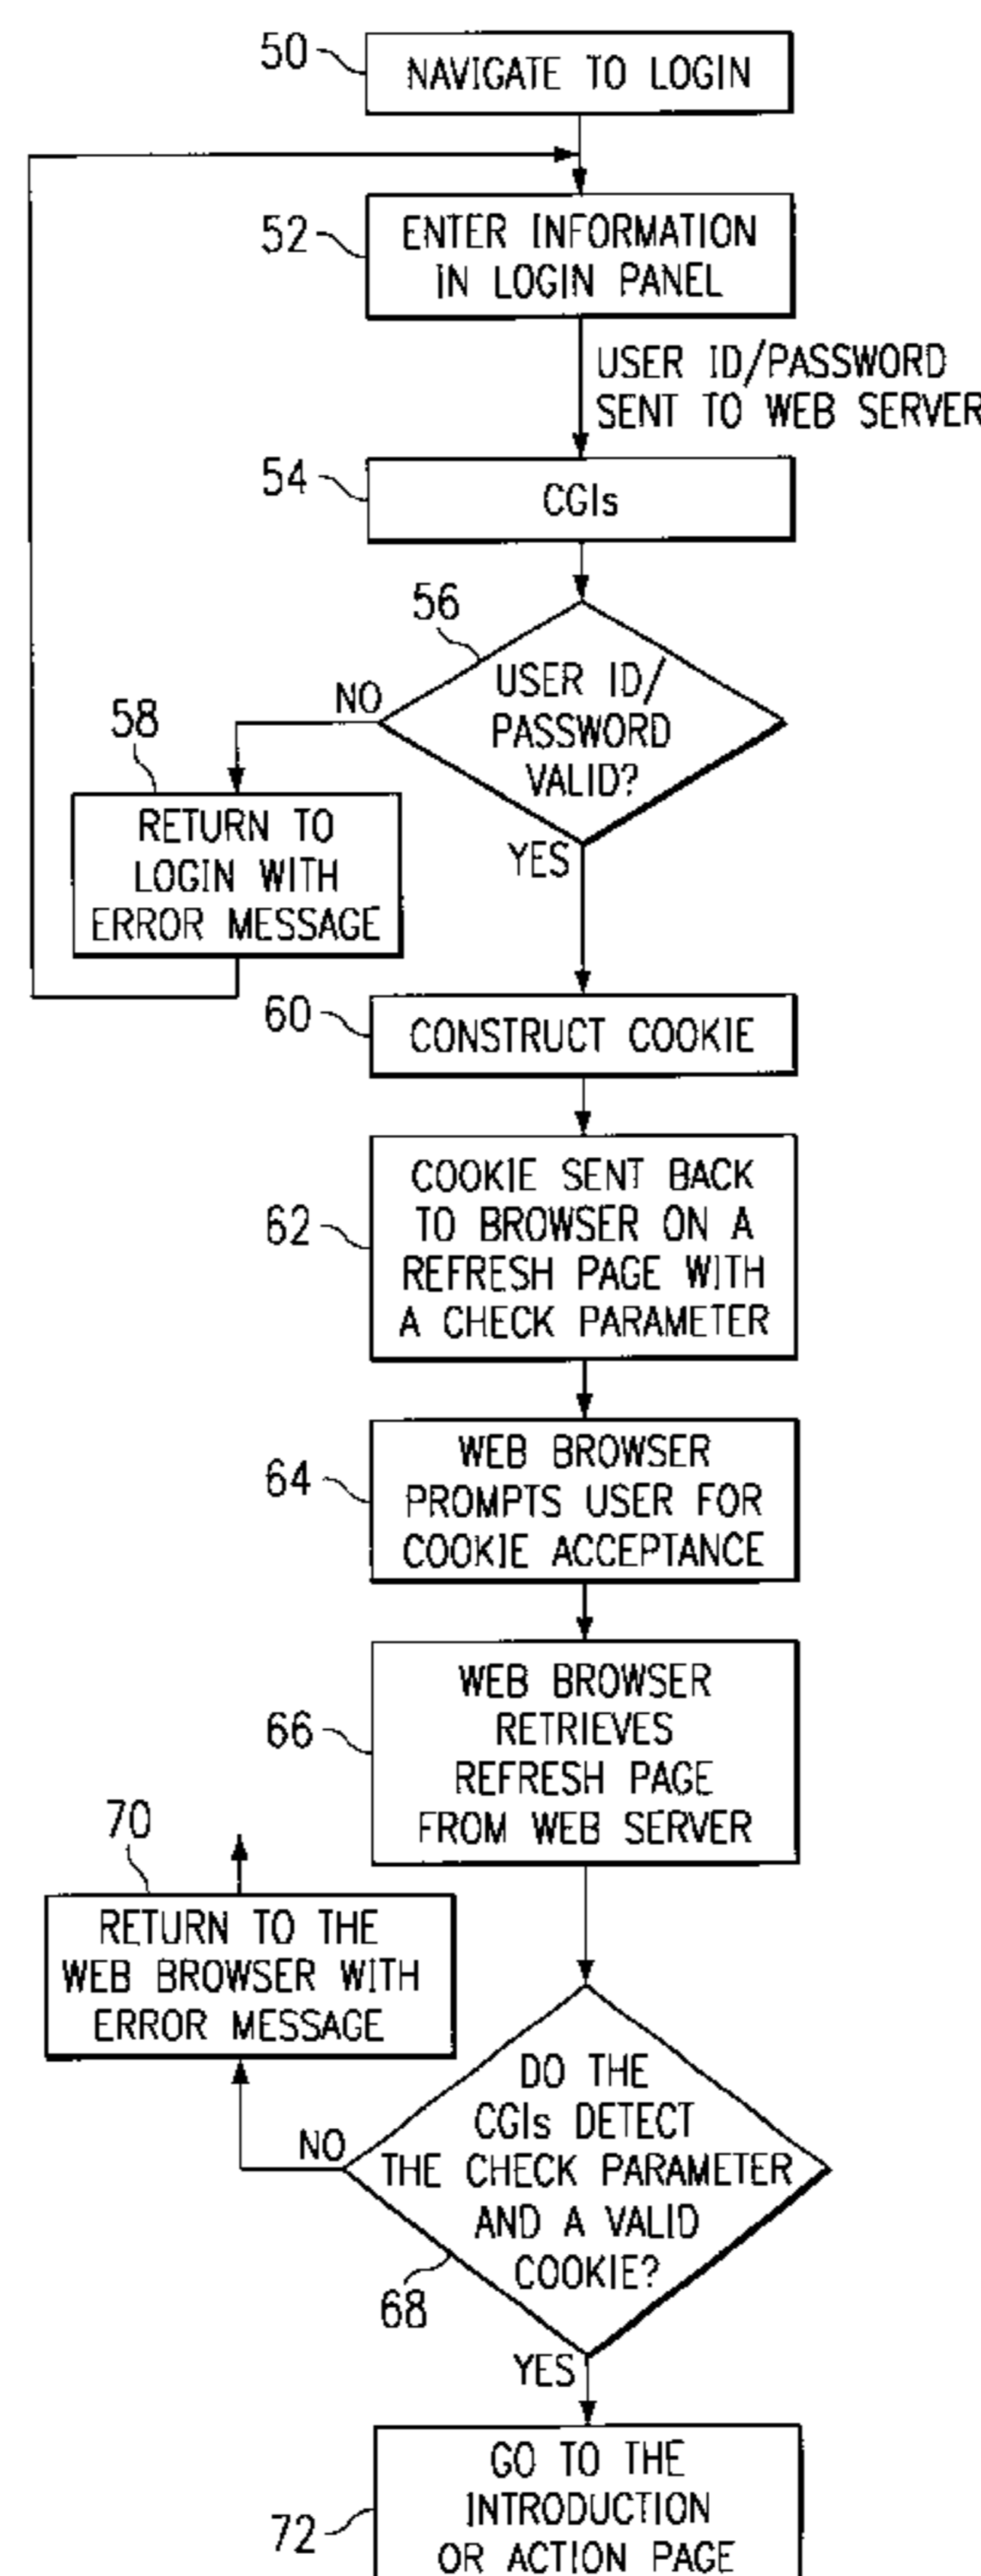 50
NAVIGATE TO LOGIN
52
ENTER INFORMATION
IN LOGIN PANEL
USER ID/PASSWORD
SENT TO WEB SERVER
54
CGIs
56
USER ID/
PASSWORD
VALID?
NO
YES
58
RETURN TO
LOGIN WITH
ERROR MESSAGE
60
CONSTRUCT COOKIE
62
COOKIE SENT BACK
TO BROWSER ON A
REFRESH PAGE WITH
A CHECK PARAMETER
64
WEB BROWSER
PROMPTS USER FOR
COOKIE ACCEPTANCE
66
WEB BROWSER
RETRIEVES
REFRESH PAGE
FROM WEB SERVER
70
RETURN TO THE
WEB BROWSER WITH
ERROR MESSAGE
NO
DO THE
CGIs DETECT
THE CHECK PARAMETER
AND A VALID
COOKIE?
68
YES
72
GO TO THE
INTRODUCTION
OR ACTION PAGE